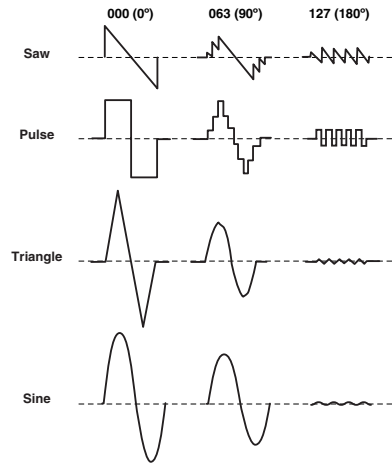 000 (0º) 063 (90º) 127 (180º)
Saw
Pulse
Triangle
Sine